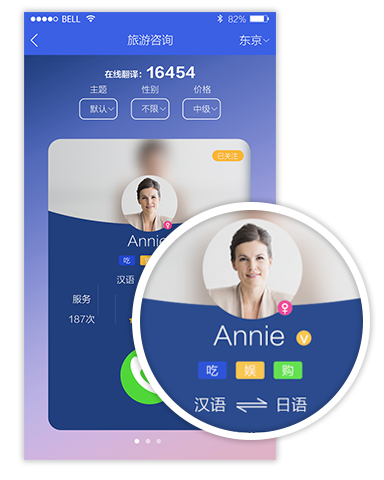 BELL 82%
旅游咨询 东京
在线翻译：16454
主题 性别 价格
默认 不限 中级
已关注
Annie
吃 娱
汉语
服务
187次
Annie V
吃 娱 购
汉语 日语